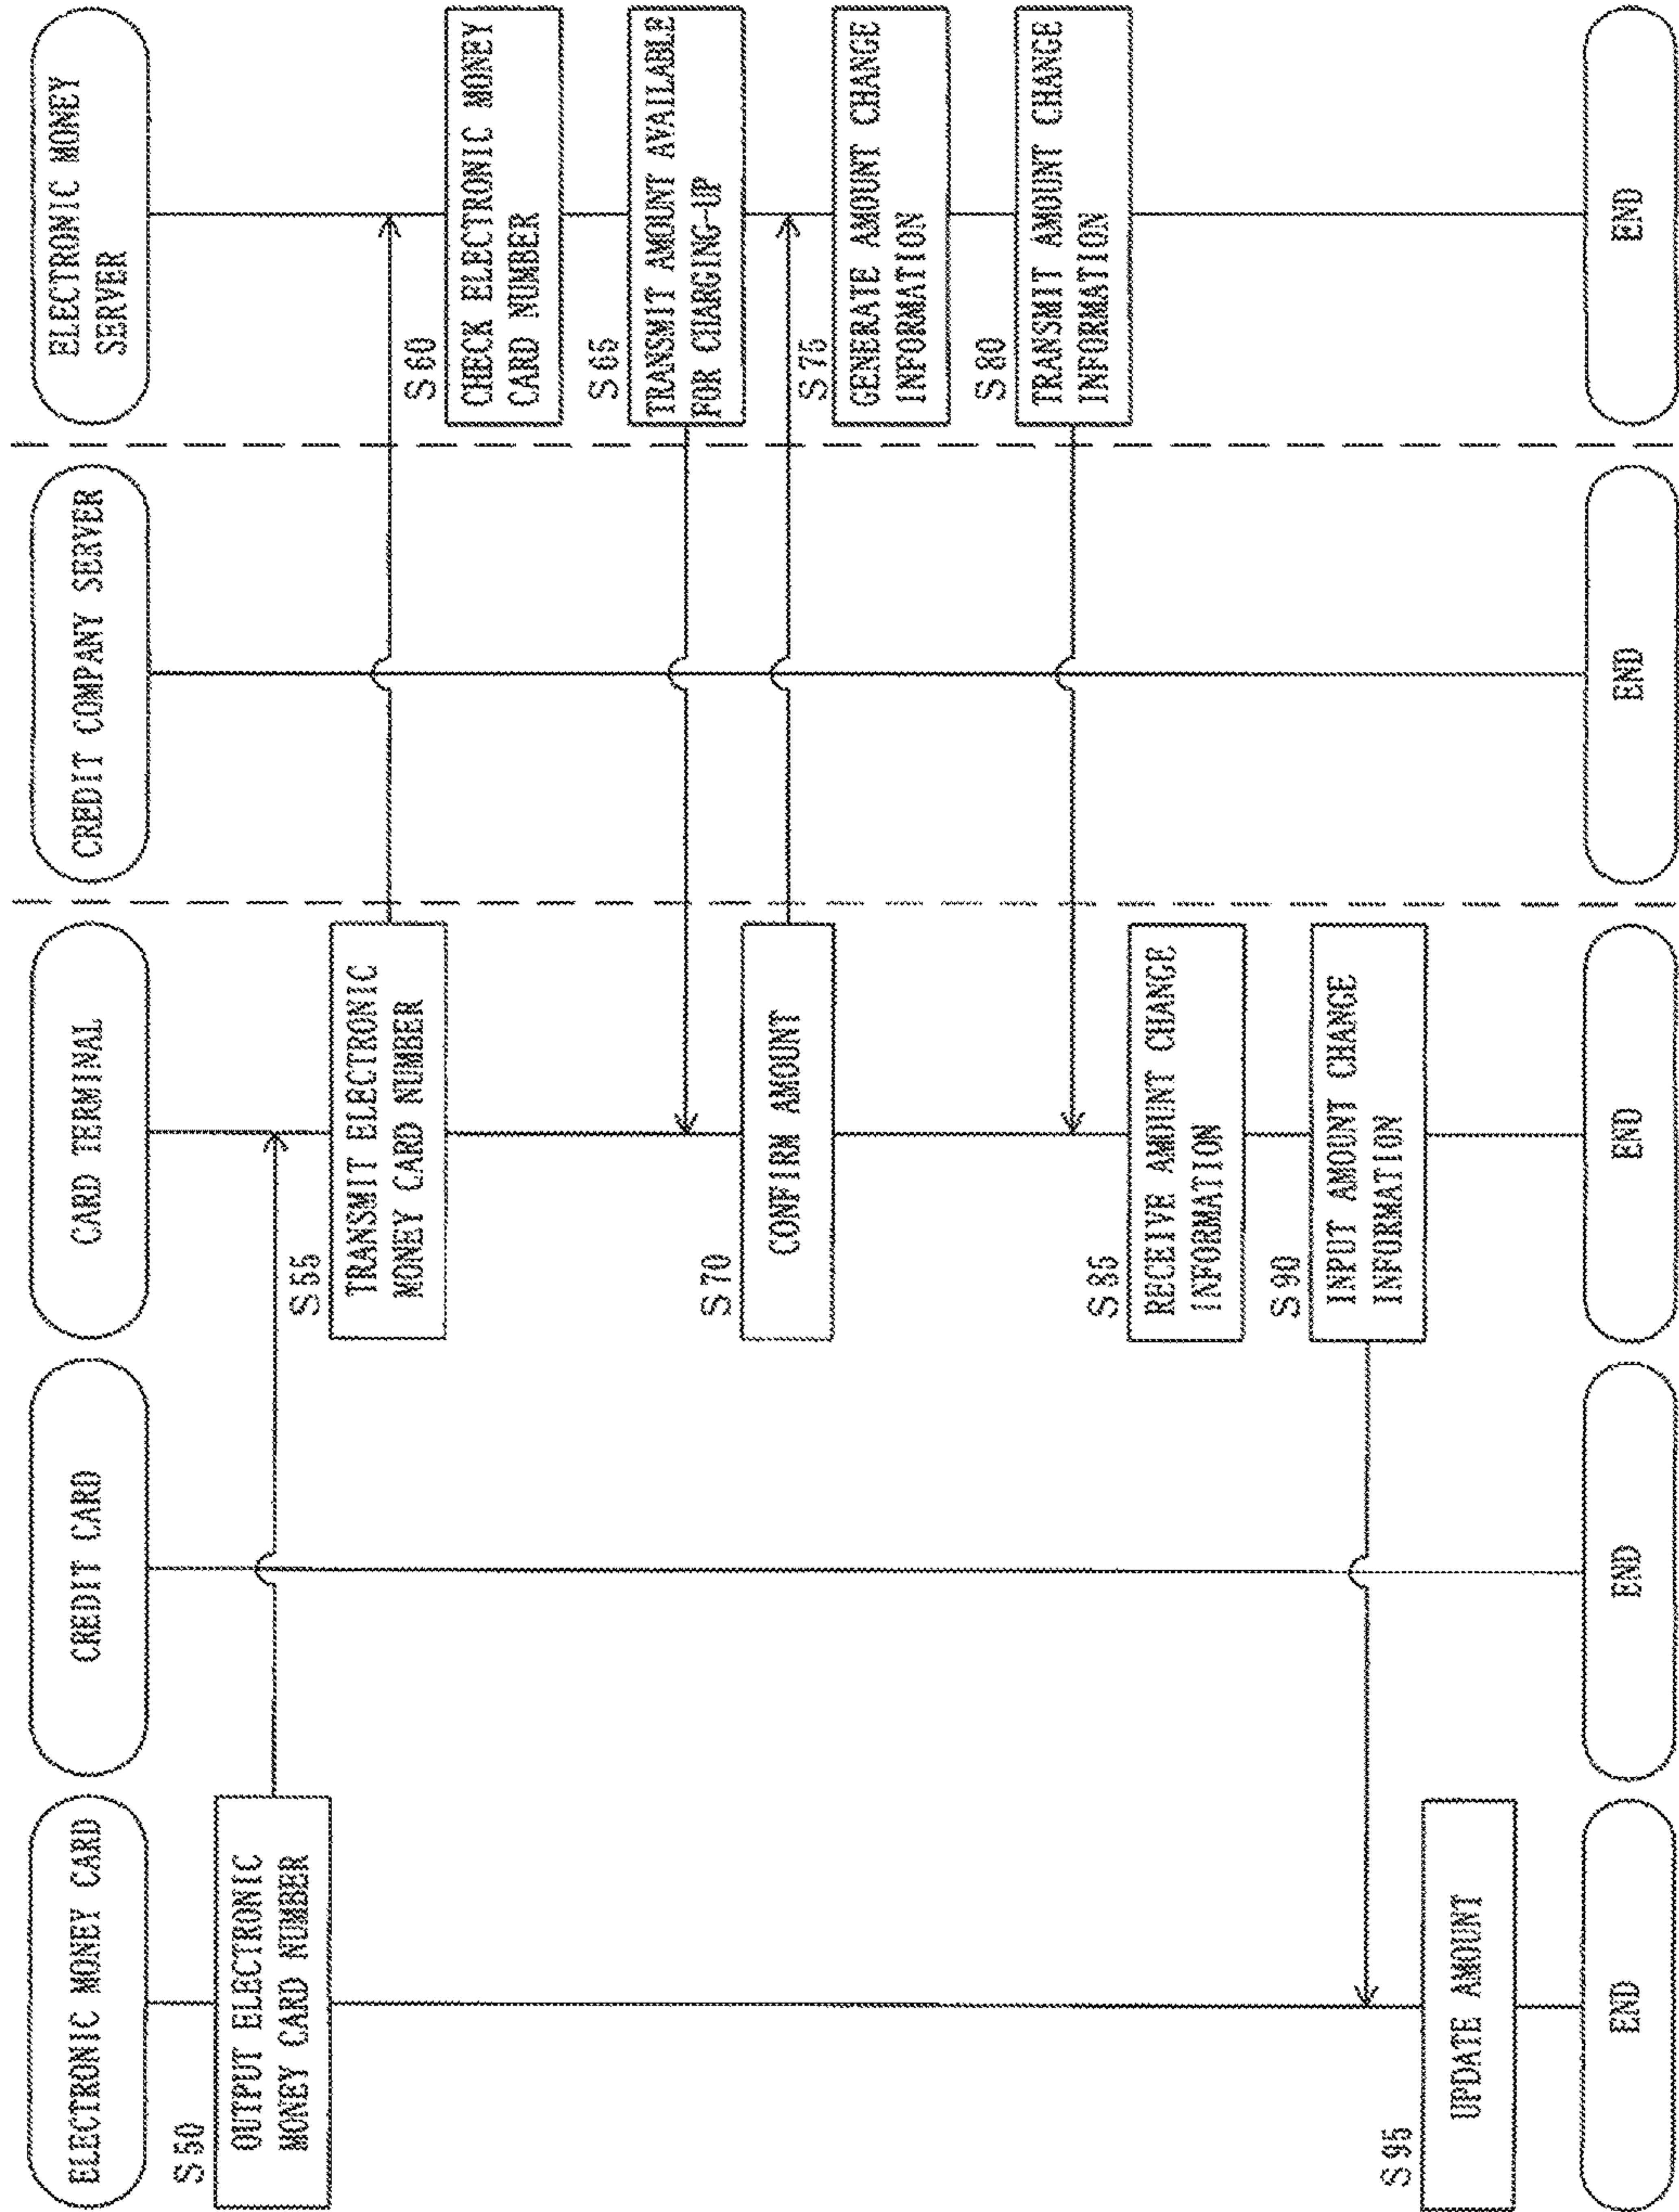 ELECTRONIC MONEY CARD
CREDIT CARD
CARD TERMINAL
CREDIT COMPANY SERVER
ELECTRONIC MONEY
SERVER
S50
OUTPUT ELECTRONIC
MONEY CARD NUMBER
S55
TRANSMIT ELECTRONIC
MONEY CARD NUMBER
S60
CHECK ELECTRONIC MONEY
CARD NUMBER
S65
TRANSMIT AMOUNT AVAILABLE
FOR CHARGING-UP
S70
CONFIRM AMOUNT
S75
GENERATE AMOUNT CHANGE
INFORMATION
S80
TRANSMIT AMOUNT CHANGE
INFORMATION
S85
RECEIVE AMOUNT CHANGE
INFORMATION
S90
INPUT AMOUNT CHANGE
INFORMATION
S95
UPDATE AMOUNT
END
END
END
END
END